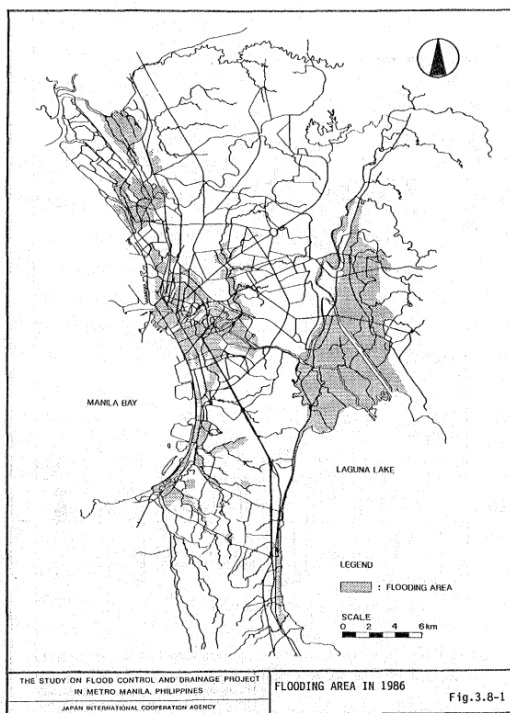 MANILA BAY
LAGUNA LAKE
LEGEND
: FLOODING AREA
SCALE
0 2 4 6km
THE STUDY ON FLOOD CONTROL AND DRAINAGE PROJECT
IN METRO MANILA, PHILIPPINES
JAPAN INTERNATIONAL COOPERATION AGENCY
FLOODING AREA IN 1986
Fig.3.8-1